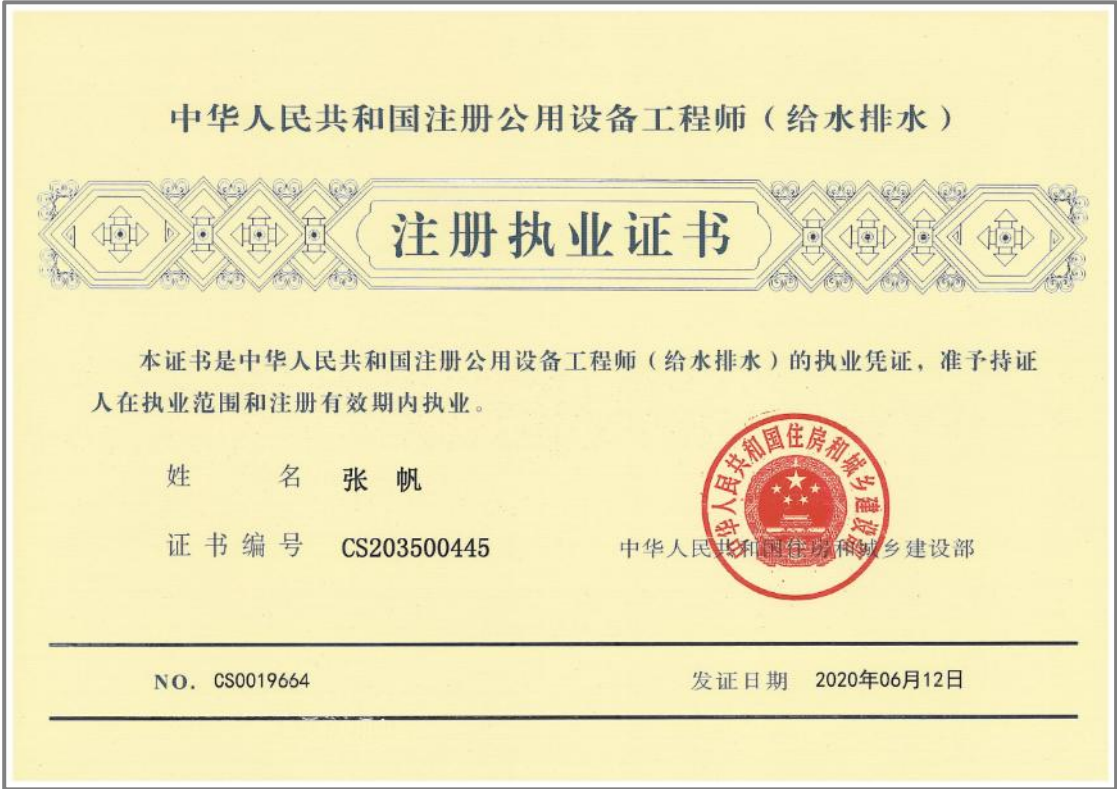 中华人民共和国注册公用设备工程师（给水排水）
注册执业证书
本证书是中华人民共和国注册公用设备工程师（给水排水）的执业凭证，准予持证
人在执业范围和注册有效期内执业。
姓 名 张 帆
证书编号 CS203500445
中华人民共和国住房和城乡建设部
中华人民共和国住房和城乡建设部
NO. CS0019664
发证日期 2020年06月12日